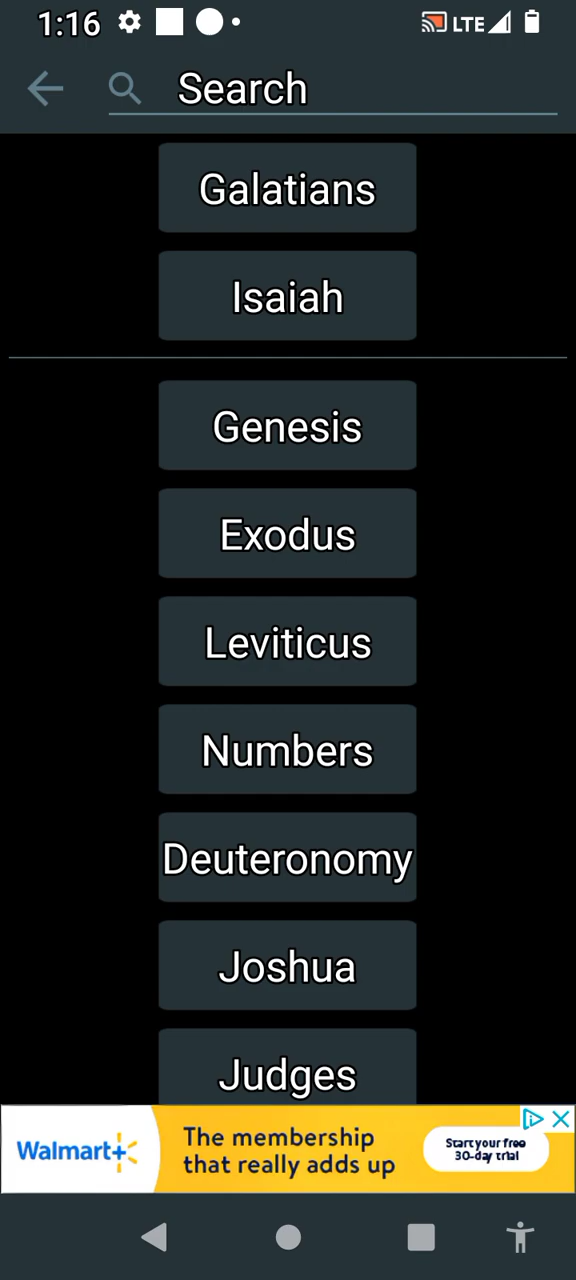 1:16
LTE
Search
Galatians
Isaiah
Genesis
Exodus
Leviticus
Numbers
Deuteronomy
Joshua
Judges
Walmart+
The membership
that really adds up
Start your free
30-day trial